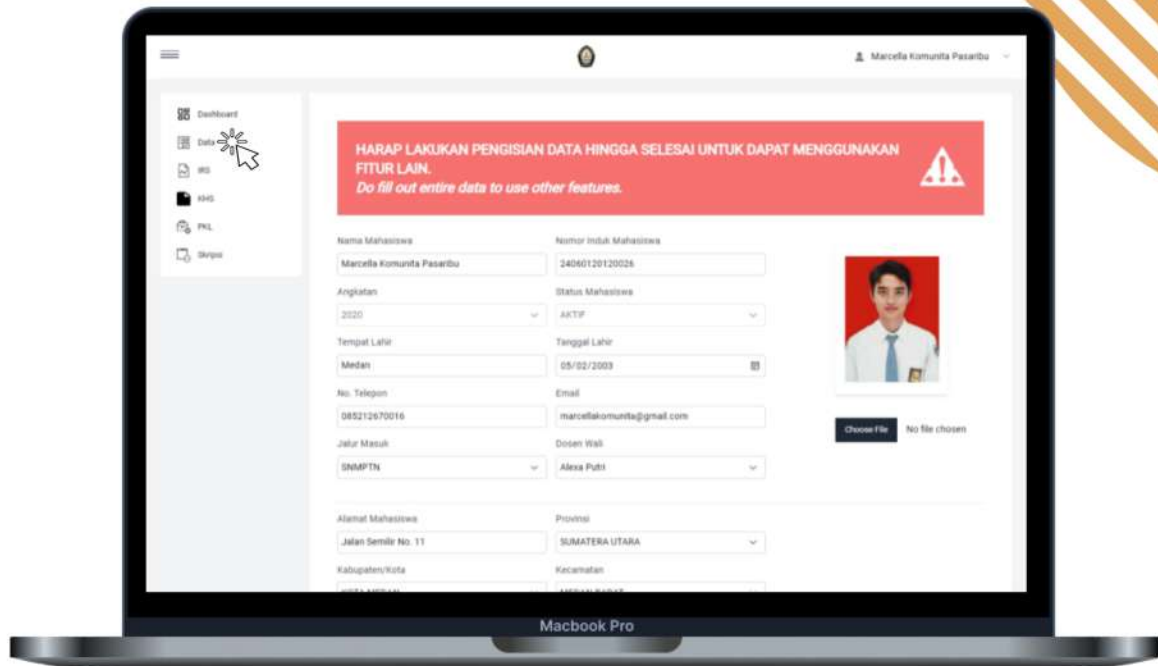 Marcella Komunita Pasaribu
Dashboard
Data
IRS
KHS
PKL
Skripsi
HARAP LAKUKAN PENGISIAN DATA HINGGA SELESAI UNTUK DAPAT MENGGUNAKAN
FITUR LAIN.
Do fill out entire data to use other features.
Nama Mahasiswa Nomor Induk Mahasiswa
Marcella Komunita Pasaribu 24060120120026
Angkatan Status Mahasiswa
2020 AKTIF
Tempat Lahir Tanggal Lahir
Medan 05/02/2003
No. Telepon Email
085212670016 marcellakomunita@gmail.com
Choose File No file chosen
Jalur Masuk Dosen Wali
SNMPTN Alexa Putri
Alamat Mahasiswa Provinsi
Jalan Semilir No. 11 SUMATERA UTARA
Kabupaten/Kota Kecamatan
KOTA MEDAN MEDAN BARAT
Macbook Pro